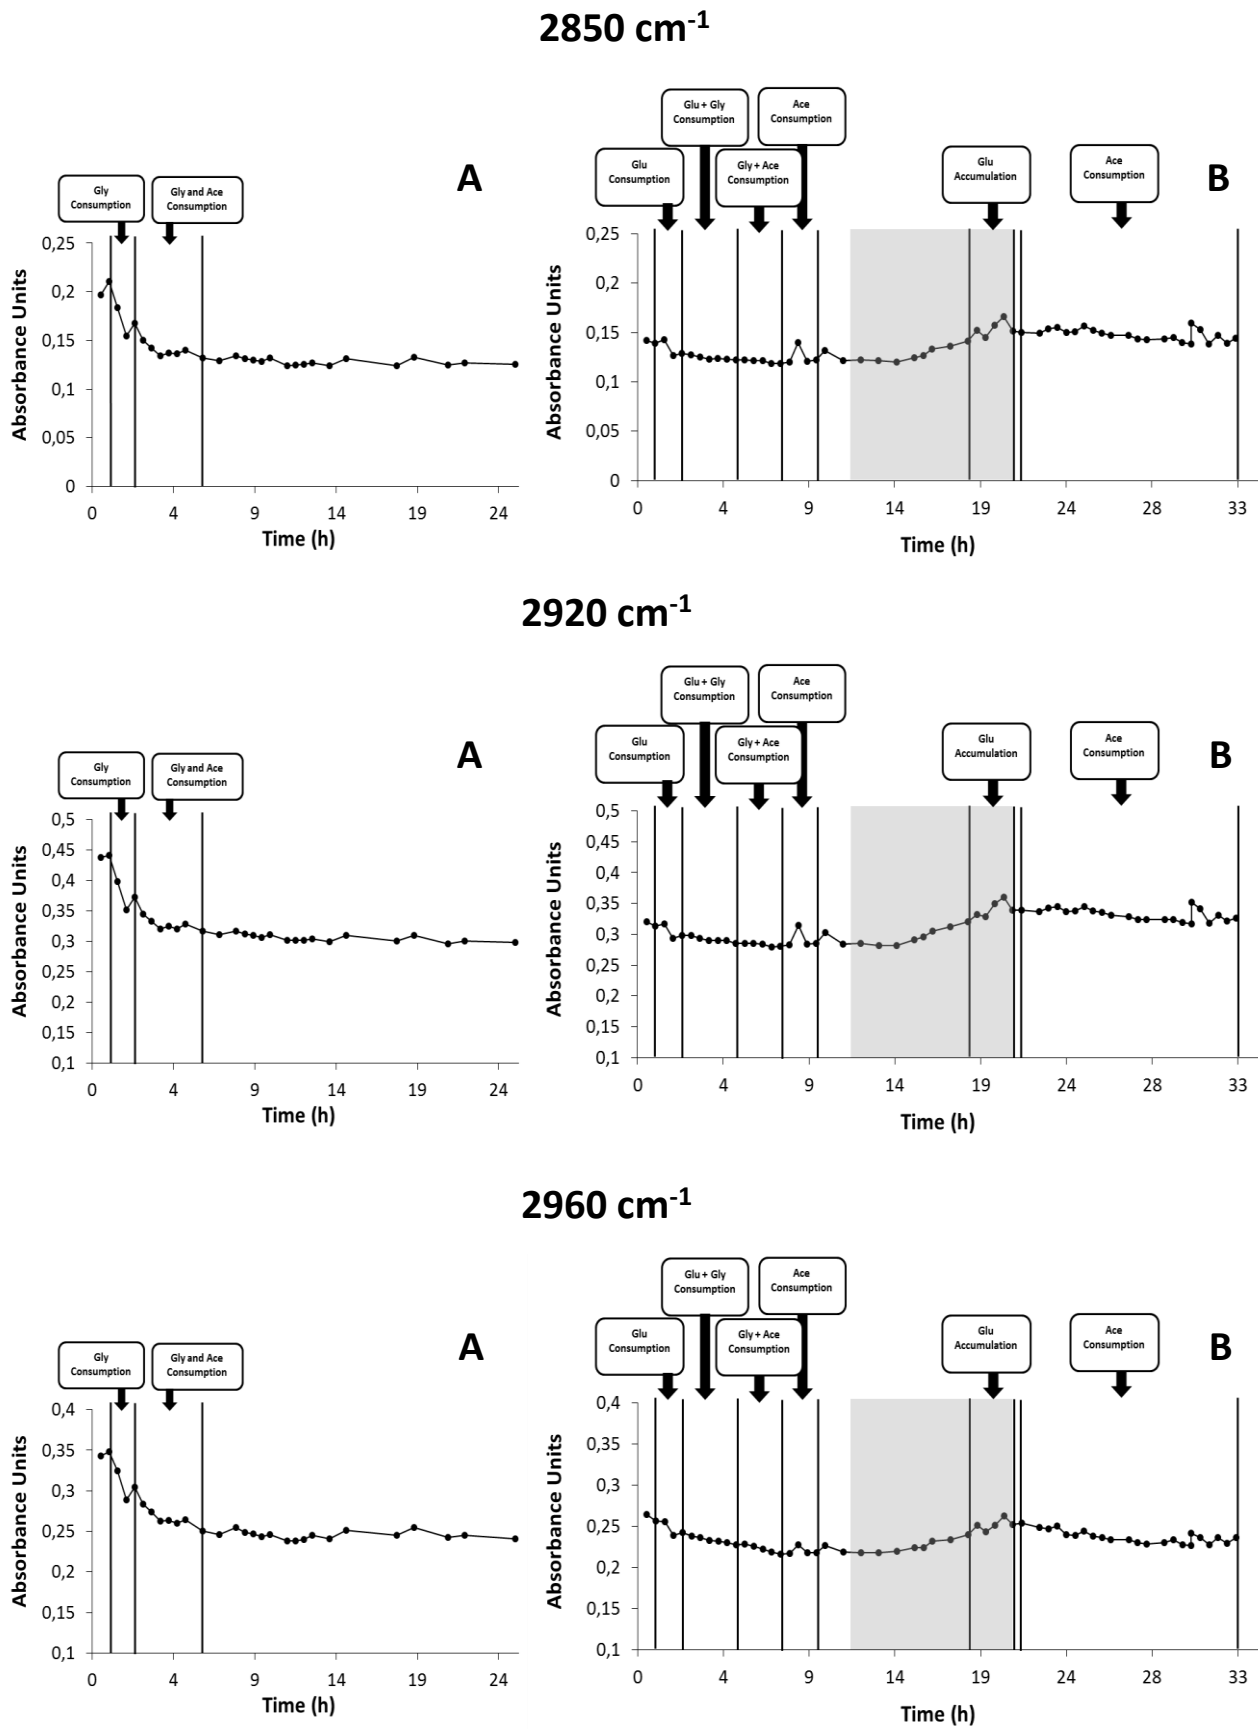 2850 cm-1
Glu + Gly
Consumption
Ace
Consumption
Glu
Consumption
Gly + Ace
Consumption
Glu
Accumulation
Ace
Consumption
Gly
Consumption
Gly and Ace
Consumption
A
B
Absorbance Units
0,25
0,2
0,15
0,1
0,05
0
0 4 9 14 19 24
Time (h)
Absorbance Units
0,25
0,2
0,15
0,1
0,05
0
0 4 9 14 19 24 28 33
Time (h)
2920 cm-1
Glu + Gly
Consumption
Ace
Consumption
Glu
Consumption
Gly + Ace
Consumption
Glu
Accumulation
Ace
Consumption
Gly
Consumption
Gly and Ace
Consumption
A
B
Absorbance Units
0,5
0,45
0,4
0,35
0,3
0,25
0,2
0,15
0,1
0 4 9 14 19 24
Time (h)
Absorbance Units
0,5
0,45
0,4
0,35
0,3
0,25
0,2
0,15
0,1
0 4 9 14 19 24 28 33
Time (h)
2960 cm-1
Glu + Gly
Consumption
Ace
Consumption
Glu
Consumption
Gly + Ace
Consumption
Glu
Accumulation
Ace
Consumption
Gly
Consumption
Gly and Ace
Consumption
A
B
Absorbance Units
0,4
0,35
0,3
0,25
0,2
0,15
0,1
0 4 9 14 19 24
Time (h)
Absorbance Units
0,4
0,35
0,3
0,25
0,2
0,15
0,1
0 4 9 14 19 24 28 33
Time (h)